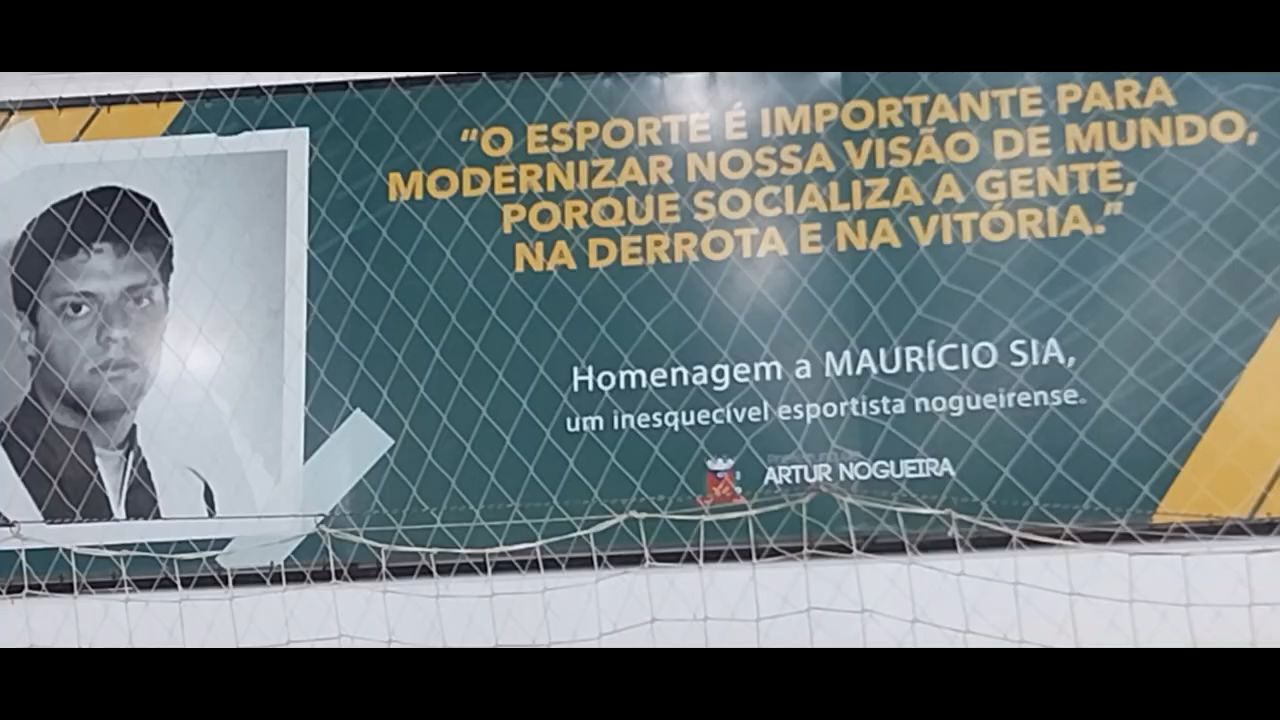 “O ESPORTE É IMPORTANTE PARA
MODERNIZAR NOSSA VISÃO DE MUNDO,
PORQUE SOCIALIZA A GENTE,
NA DERROTA E NA VITÓRIA.”
Homenagem a MAURÍCIO SIA,
um inesquecível esportista nogueirense.
ARTUR NOGUEIRA